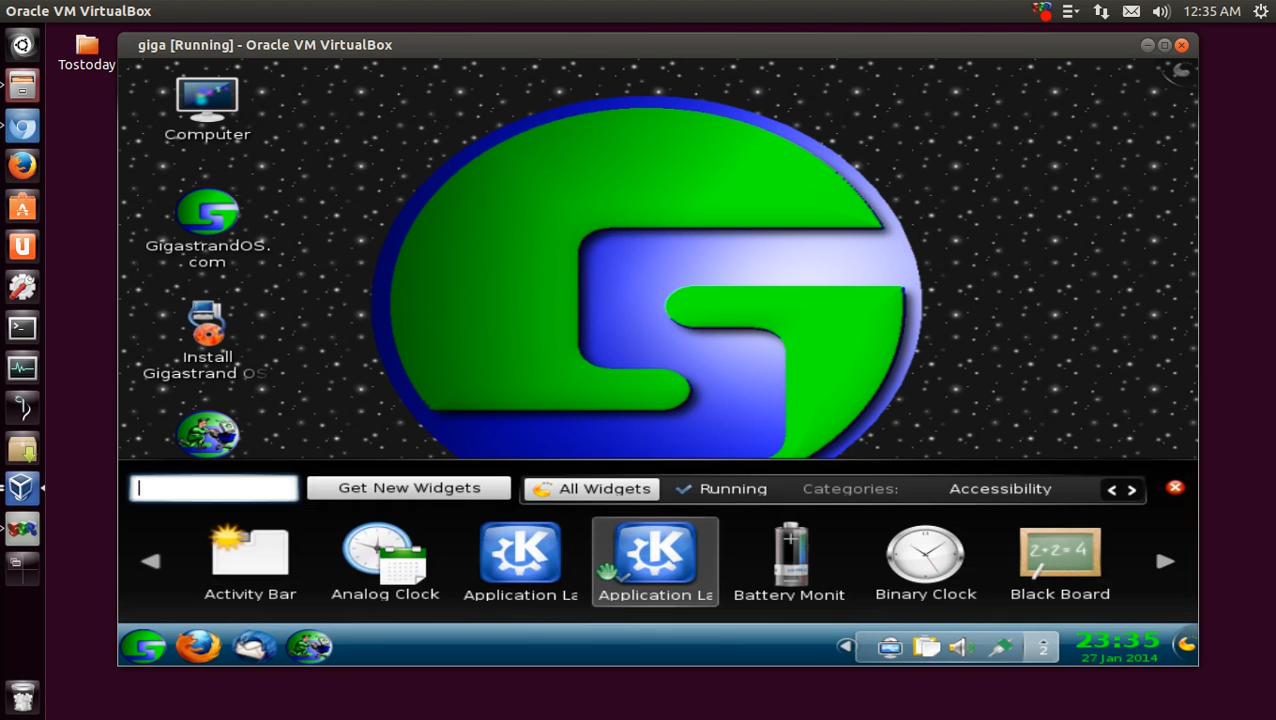 Oracle VM VirtualBox
12:35 AM
Tostoday
giga [Running] - Oracle VM VirtualBox
Computer
GigastrandOS.
com
Install
Gigastrand OS
Get New Widgets
All Widgets
Running
Categories:
Accessibility
Activity Bar
Analog Clock
Application La
Application La
Battery Monit
Binary Clock
2+2=4
Black Board
2
23:35
27 Jan 2014